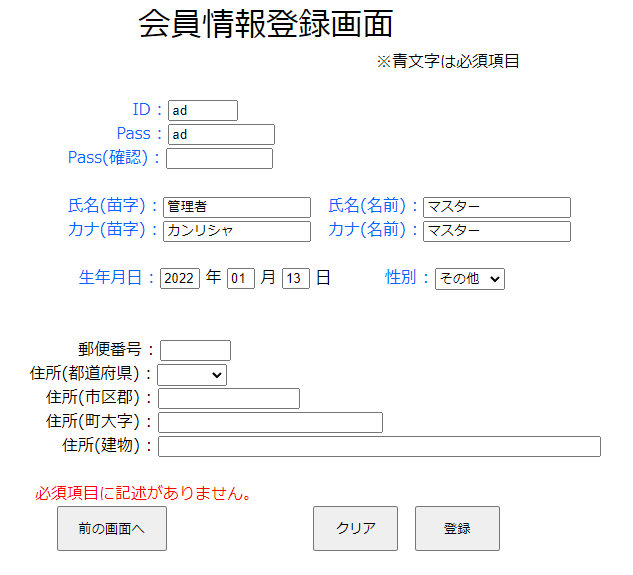 会員情報登録画面
※青文字は必須項目
ID : ad
Pass : ad
Pass(確認) :
氏名(苗字) : 管理者 氏名(名前) : マスター
カナ(苗字) : カンリシャ カナ(名前) : マスター
生年月日 : 2022 年 01 月 13 日 性別 : その他
郵便番号 :
住所(都道府県) :
住所(市区郡) :
住所(町大字) :
住所(建物) :
必須項目に記述がありません。
前の画面へ クリア 登録